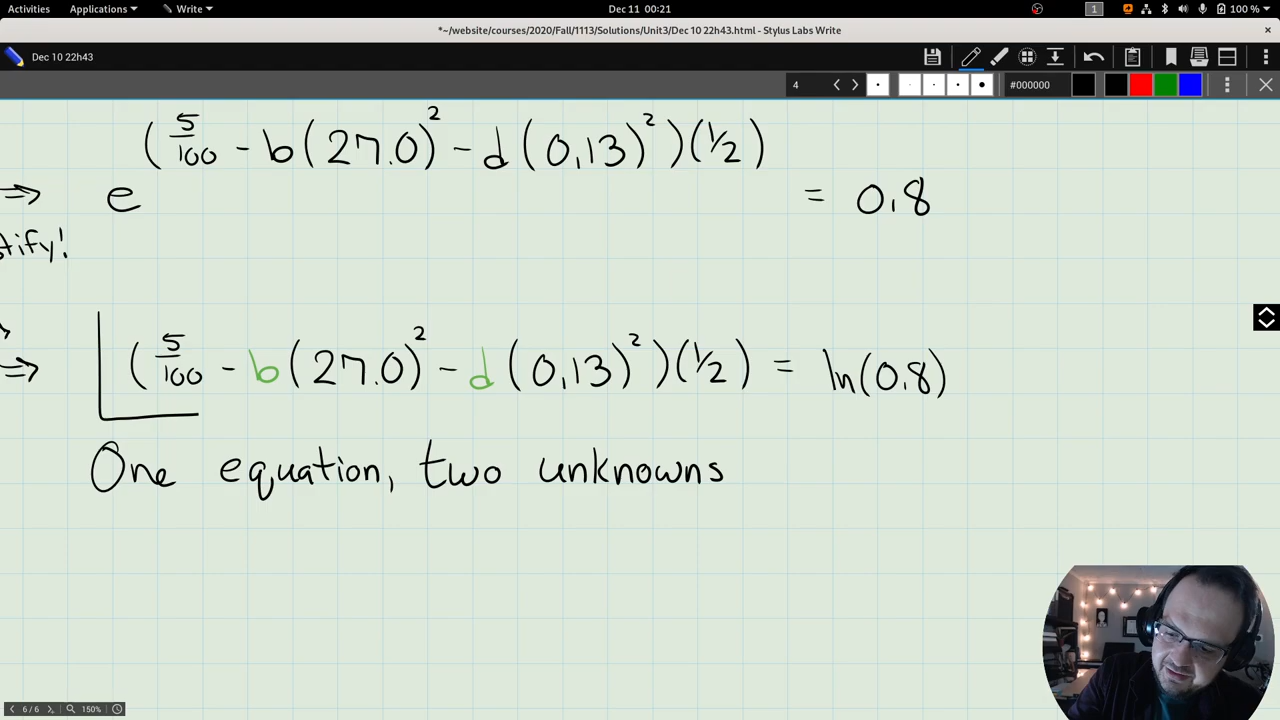 Activities Applications Write Dec 11 00:21 1 100 %
*~/website/courses/2020/Fall/1113/Solutions/Unit3/Dec 10 22h43.html - Stylus Labs Write
Dec 10 22h43
4 #000000
⇒ e^(5/100 - b(27.0)² - d(0,13)²)(1/2) = 0.8
tify!
⇒ (5/100 - b(27.0)² - d(0,13)²)(1/2) = ln(0.8)
One equation, two unknowns
6 / 6 150%